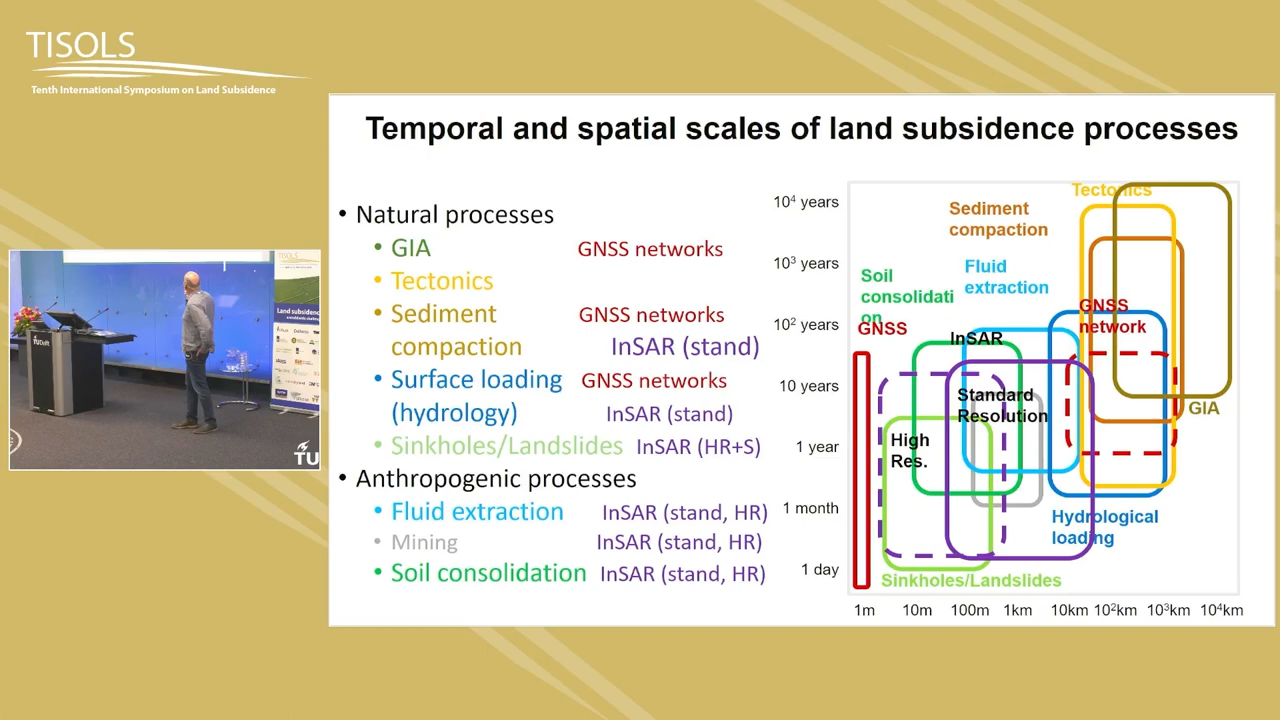 TISOLS
Tenth International Symposium on Land Subsidence
Temporal and spatial scales of land subsidence processes
• Natural processes
• GIA GNSS networks
• Tectonics
• Sediment GNSS networks
compaction InSAR (stand)
• Surface loading GNSS networks
(hydrology) InSAR (stand)
• Sinkholes/Landslides InSAR (HR+S)
• Anthropogenic processes
• Fluid extraction InSAR (stand, HR)
• Mining InSAR (stand, HR)
• Soil consolidation InSAR (stand, HR)
10⁴ years
10³ years
10² years
10 years
1 year
1 month
1 day
Tectonics
Sediment
compaction
Fluid
extraction
Soil
consolidati
on
GNSS
GNSS
network
InSAR
Standard
Resolution
High
Res.
GIA
Hydrological
loading
Sinkholes/Landslides
1m 10m 100m 1km 10km 10²km 10³km 10⁴km
TUDelft
Land subsidence
TU